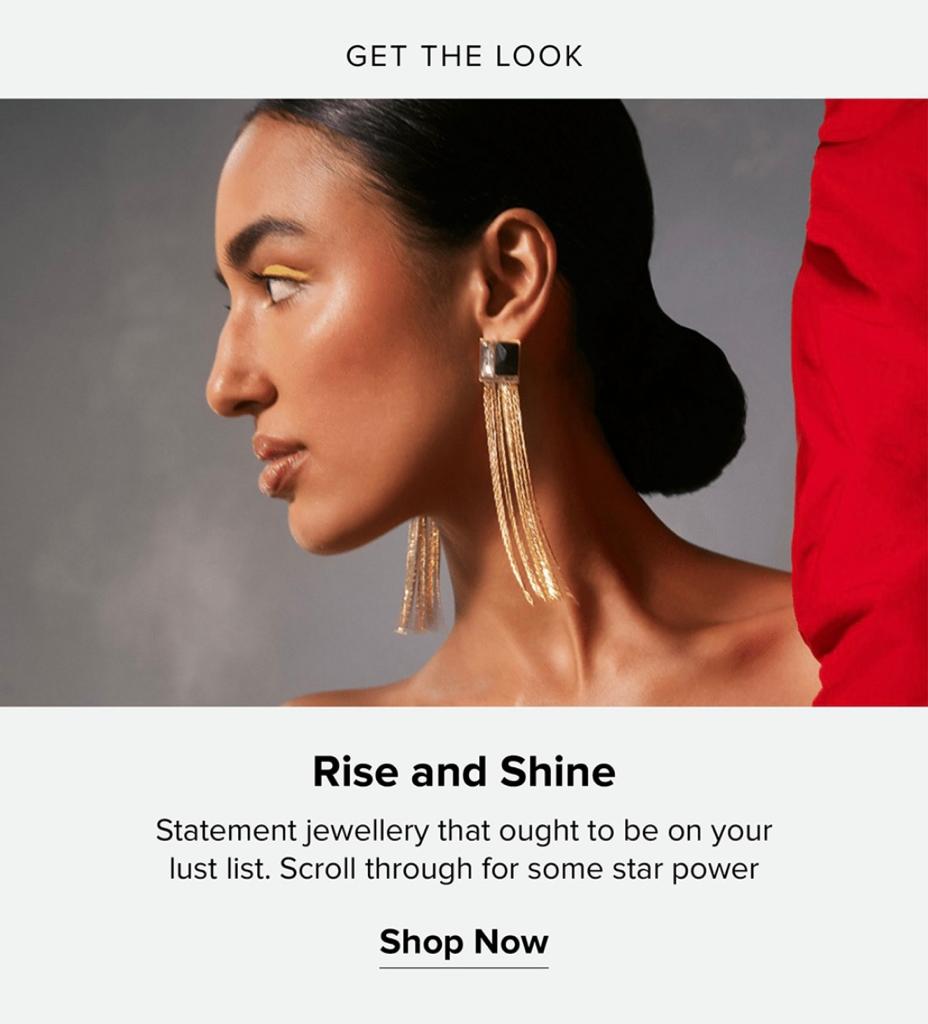 GET THE LOOK
Rise and Shine
Statement jewellery that ought to be on your
lust list. Scroll through for some star power
Shop Now